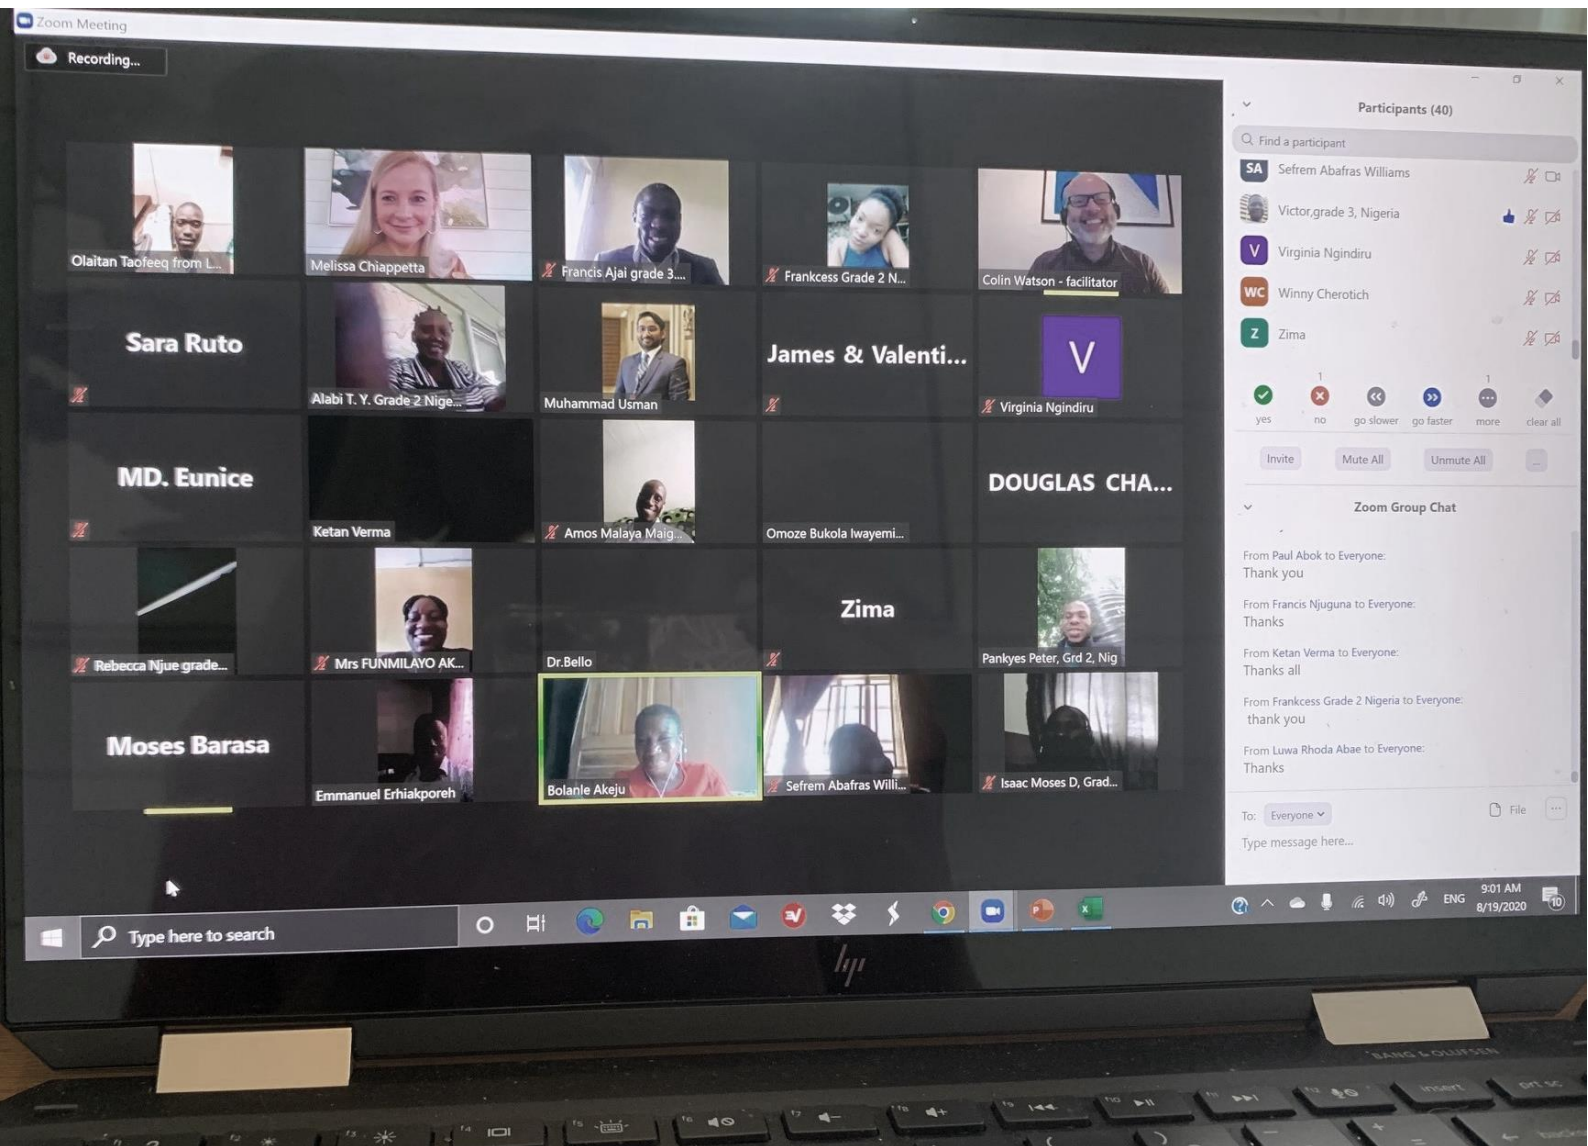 Zoom Meeting
Recording...
Olaitan Taofeeq from L...
Melissa Chiappetta
Francis Ajai grade 3....
Frankcess Grade 2 N...
Colin Watson - facilitator
Sara Ruto
Alabi T. Y. Grade 2 Nige...
Muhammad Usman
James & Valenti...
V
Virginia Ngindiru
MD. Eunice
Ketan Verma
Amos Malaya Maig...
Omoze Bukola Iwayemi...
DOUGLAS CHA...
Rebecca Njue grade...
Mrs FUNMILAYO AK...
Dr.Bello
Zima
Pankyes Peter, Grd 2, Nig
Moses Barasa
Emmanuel Erhiakporeh
Bolanle Akeju
Sefrem Abafras Willi...
Isaac Moses D, Grad...
Participants (40)
Find a participant
SA Sefrem Abafras Williams
Victor,grade 3, Nigeria
V Virginia Ngindiru
WC Winny Cherotich
Z Zima
1 1
yes no go slower go faster more clear all
Invite Mute All Unmute All ...
Zoom Group Chat
From Paul Abok to Everyone:
Thank you
From Francis Njuguna to Everyone:
Thanks
From Ketan Verma to Everyone:
Thanks all
From Frankcess Grade 2 Nigeria to Everyone:
thank you
From Luwa Rhoda Abae to Everyone:
Thanks
To: Everyone File ...
Type message here...
Type here to search
ENG
9:01 AM
8/19/2020
10
hp
BANG & OLUFSEN
insert
prt sc